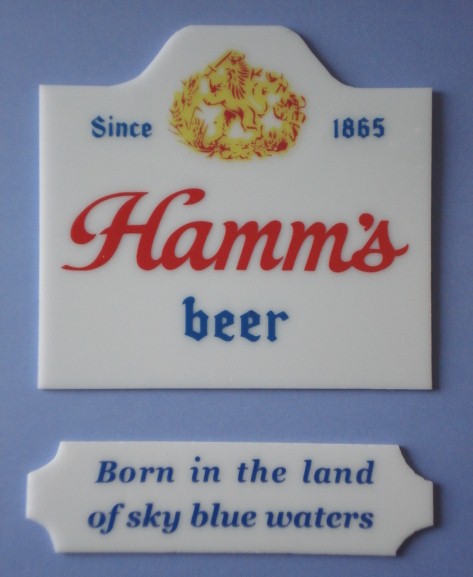 Since 1865
Hamm's
beer
Born in the land
of sky blue waters